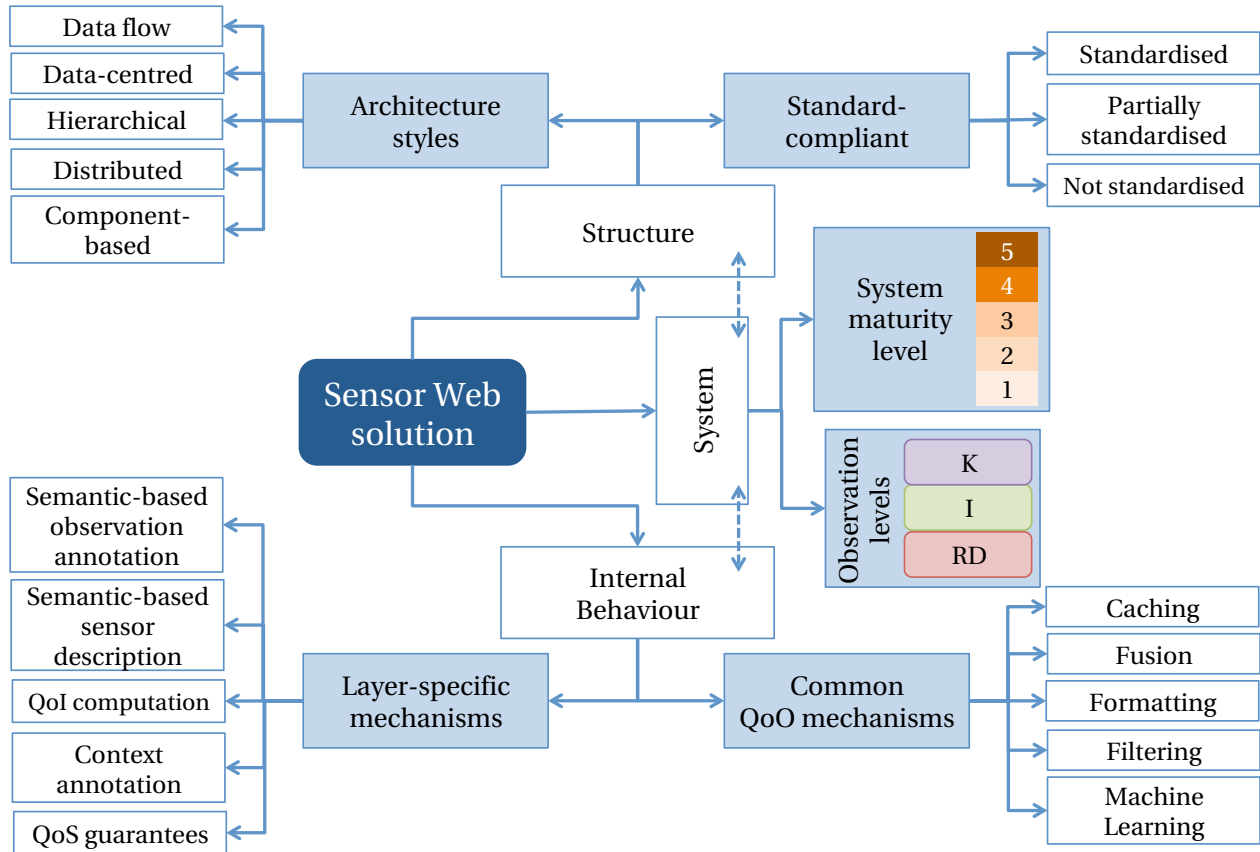 Data flow
Data-centred
Hierarchical
Distributed
Component-
based
Architecture
styles
Standard-
compliant
Standardised
Partially
standardised
Not standardised
Structure
System
maturity
level
5
4
3
2
1
Sensor Web
solution
System
Observation
levels
K
I
RD
Internal
Behaviour
Semantic-based
observation
annotation
Semantic-based
sensor
description
QoI computation
Context
annotation
QoS guarantees
Layer-specific
mechanisms
Common
QoO mechanisms
Caching
Fusion
Formatting
Filtering
Machine
Learning